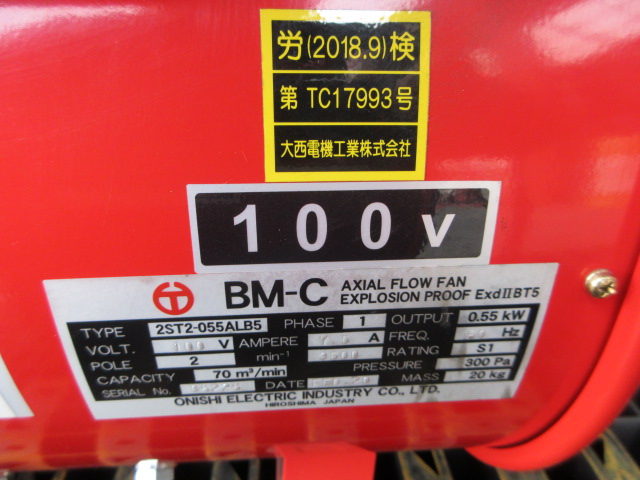 労(2018.9)検
第 TC17993号
大西電機工業株式会社
100V
BM-C AXIAL FLOW FAN
EXPLOSION PROOF ExdIIBT5
TYPE 2ST2-055ALB5 PHASE 1 OUTPUT 0.55 kW
VOLT. 100 V AMPERE A FREQ. Hz
POLE 2 min-1 RATING S1
CAPACITY 70 m³/min PRESSURE 300 Pa
SERIAL No. DATE MASS 20 kg
ONISHI ELECTRIC INDUSTRY CO., LTD.
HIROSHIMA JAPAN